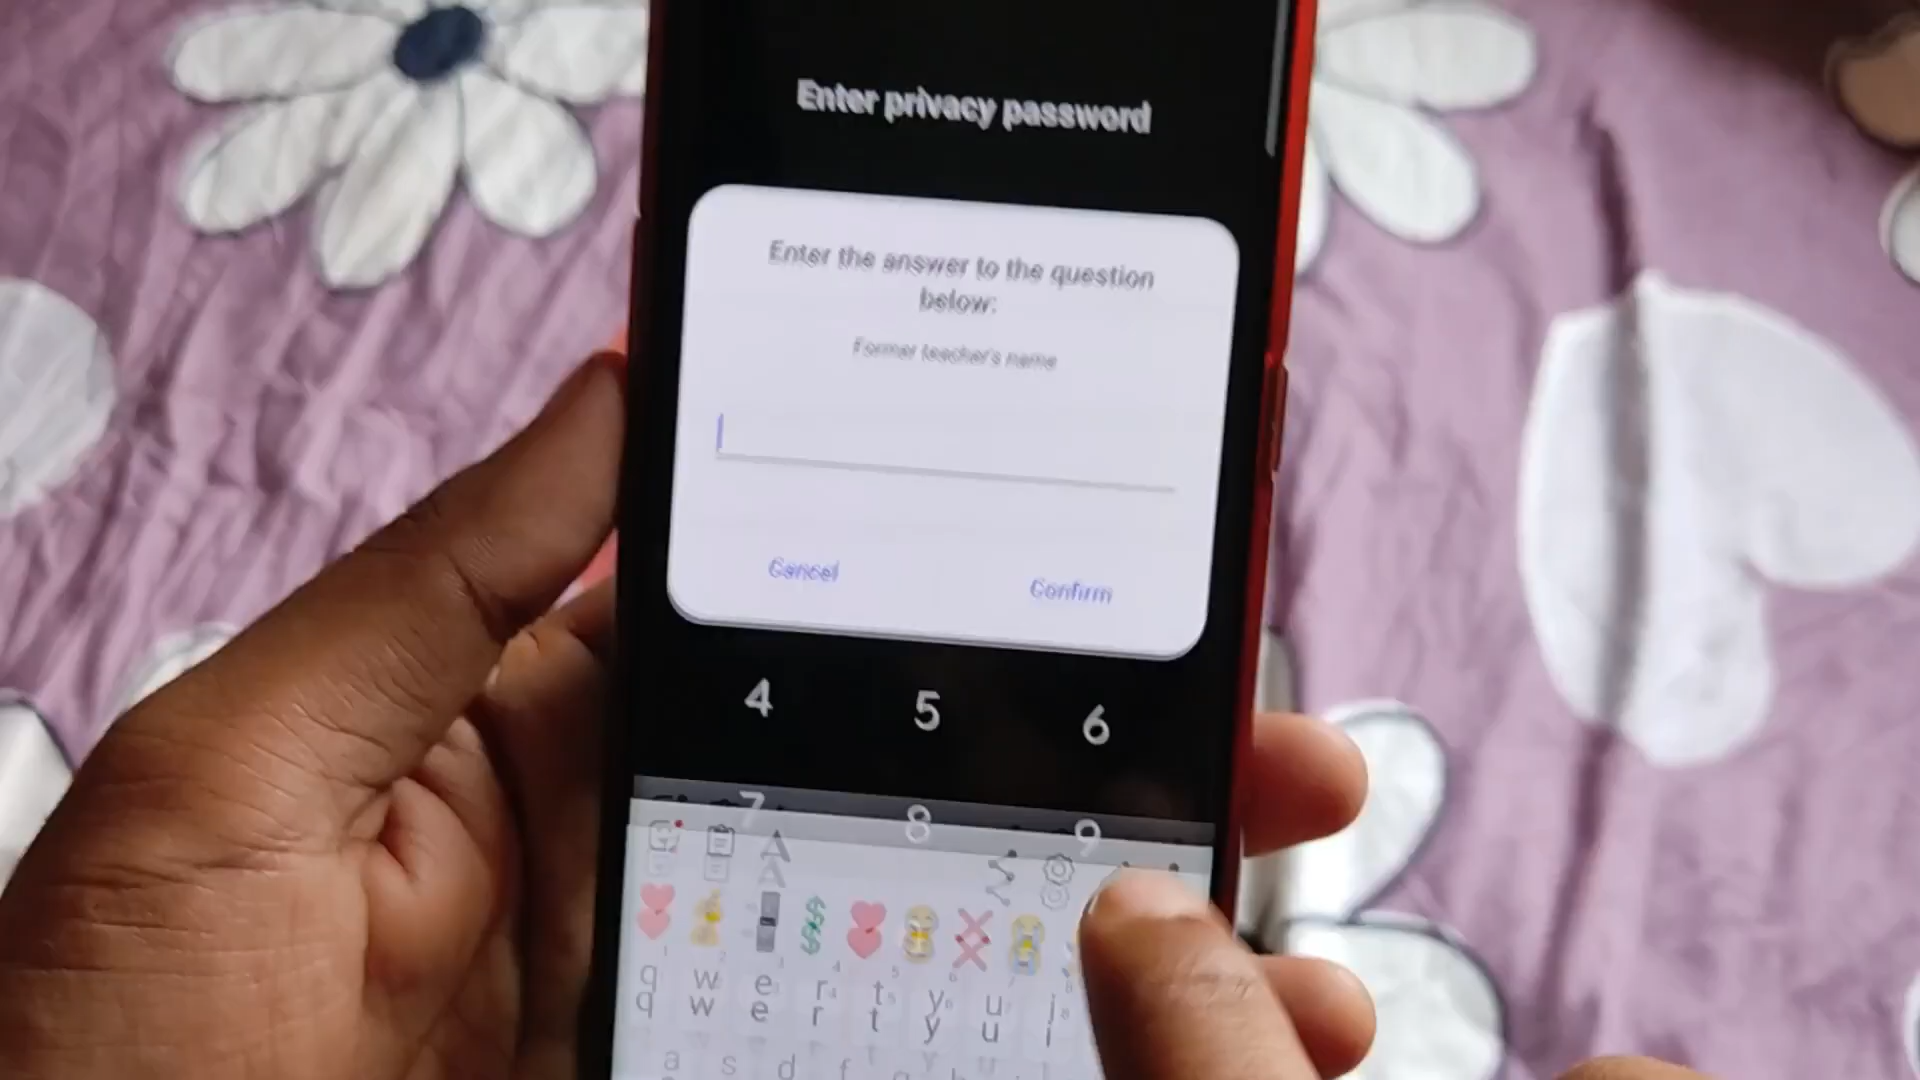 Enter privacy password
Enter the answer to the question
below:
Former teacher's name
Cancel Confirm
4 5 6
7 8 9
q w e r t y u i
a s d f